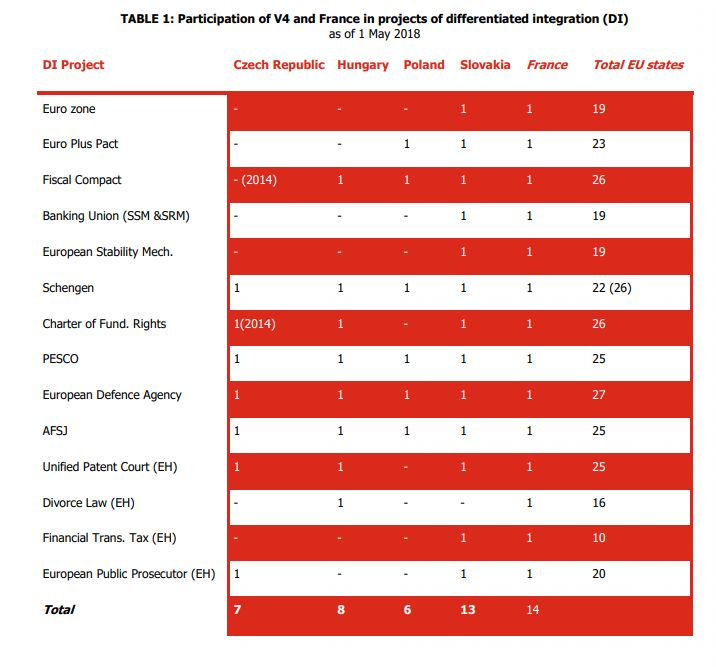 TABLE 1: Participation of V4 and France in projects of differentiated integration (DI)
as of 1 May 2018
DI Project Czech Republic Hungary Poland Slovakia France Total EU states
Euro zone - - - 1 1 19
Euro Plus Pact - - 1 1 1 23
Fiscal Compact - (2014) 1 1 1 1 26
Banking Union (SSM &SRM) - - - 1 1 19
European Stability Mech. - - - 1 1 19
Schengen 1 1 1 1 1 22 (26)
Charter of Fund. Rights 1(2014) 1 - 1 1 26
PESCO 1 1 1 1 1 25
European Defence Agency 1 1 1 1 1 27
AFSJ 1 1 1 1 1 25
Unified Patent Court (EH) 1 1 - 1 1 25
Divorce Law (EH) - 1 - - 1 16
Financial Trans. Tax (EH) - - - 1 1 10
European Public Prosecutor (EH) 1 - - 1 1 20
Total 7 8 6 13 14